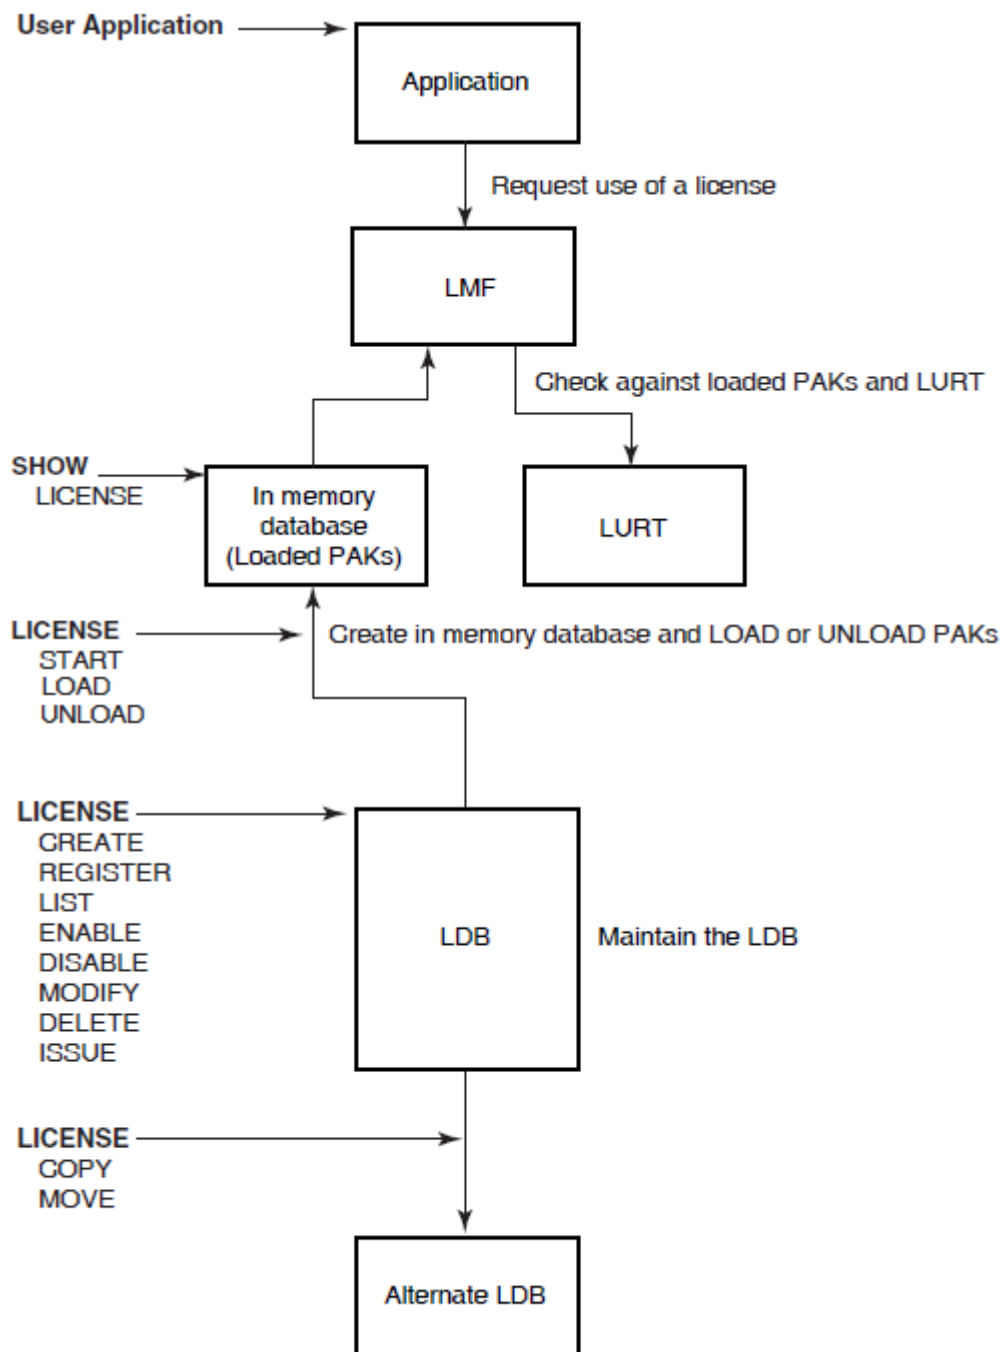 User Application
Application
Request use of a license
LMF
Check against loaded PAKs and LURT
SHOW
LICENSE
In memory
database
(Loaded PAKs)
LURT
LICENSE
START
LOAD
UNLOAD
Create in memory database and LOAD or UNLOAD PAKs
LICENSE
CREATE
REGISTER
LIST
ENABLE
DISABLE
MODIFY
DELETE
ISSUE
LDB
Maintain the LDB
LICENSE
COPY
MOVE
Alternate LDB